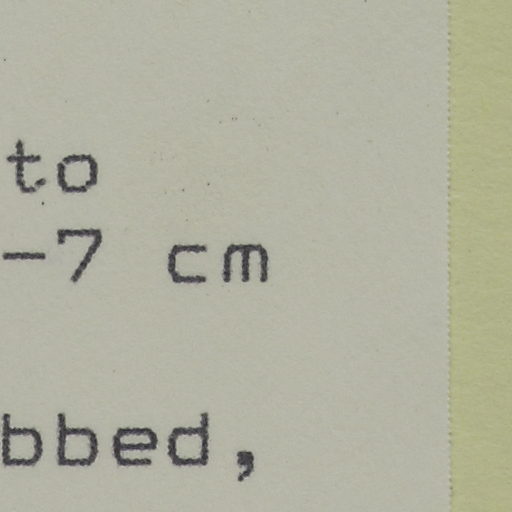 to
-7 cm
bbed,